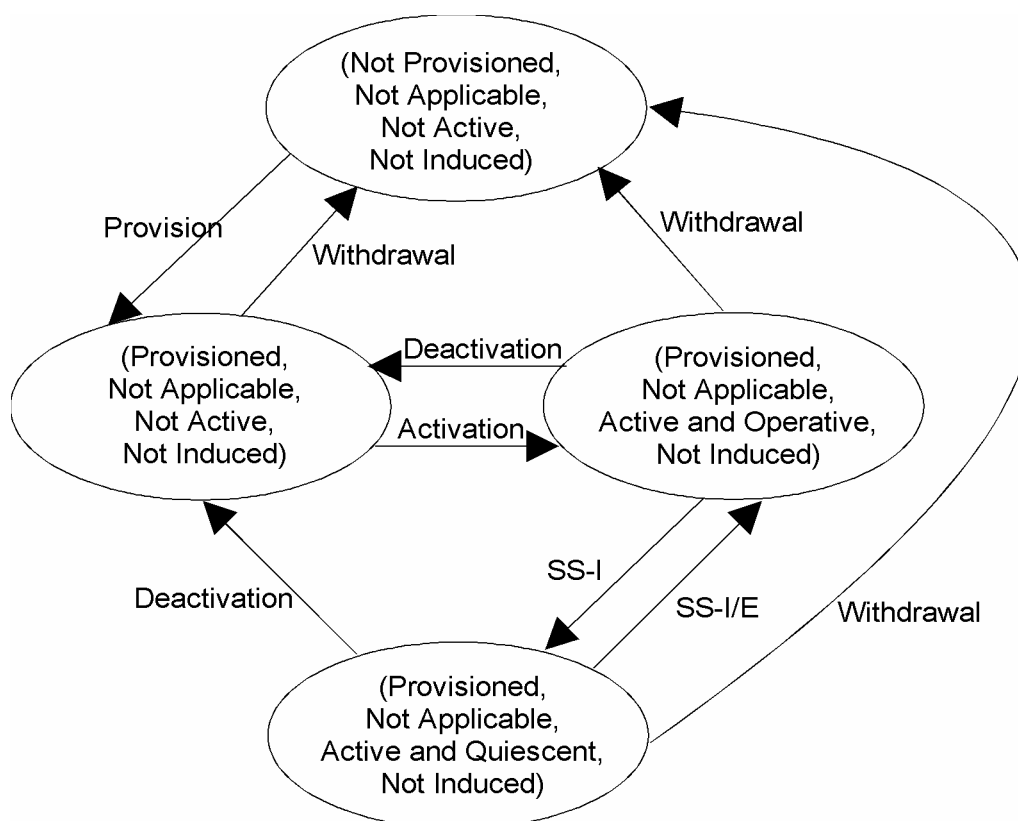 (Not Provisioned,
Not Applicable,
Not Active,
Not Induced)
Provision
Withdrawal
Withdrawal
(Provisioned,
Not Applicable,
Not Active,
Not Induced)
Deactivation
Activation
(Provisioned,
Not Applicable,
Active and Operative,
Not Induced)
Deactivation
SS-I
SS-I/E
Withdrawal
(Provisioned,
Not Applicable,
Active and Quiescent,
Not Induced)